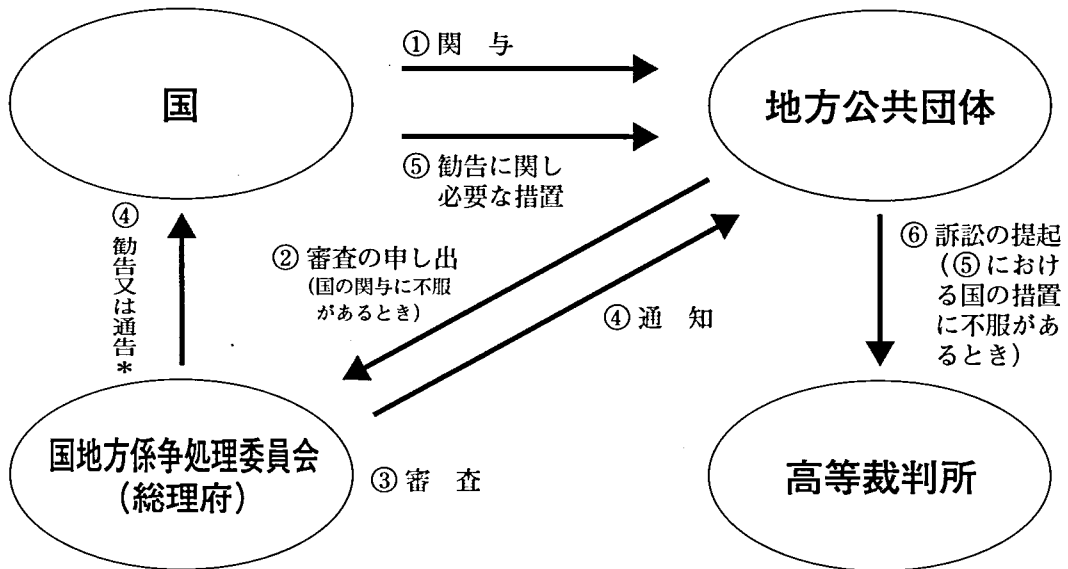 ① 関　与
国
地方公共団体
⑤ 勧告に関し
必要な措置
④
勧告又は通告*
② 審査の申し出
(国の関与に不服
があるとき)
④ 通　知
⑥ 訴訟の提起
(⑤におけ
る国の措置
に不服があ
るとき)
国地方係争処理委員会
(総理府)
③ 審　査
高等裁判所